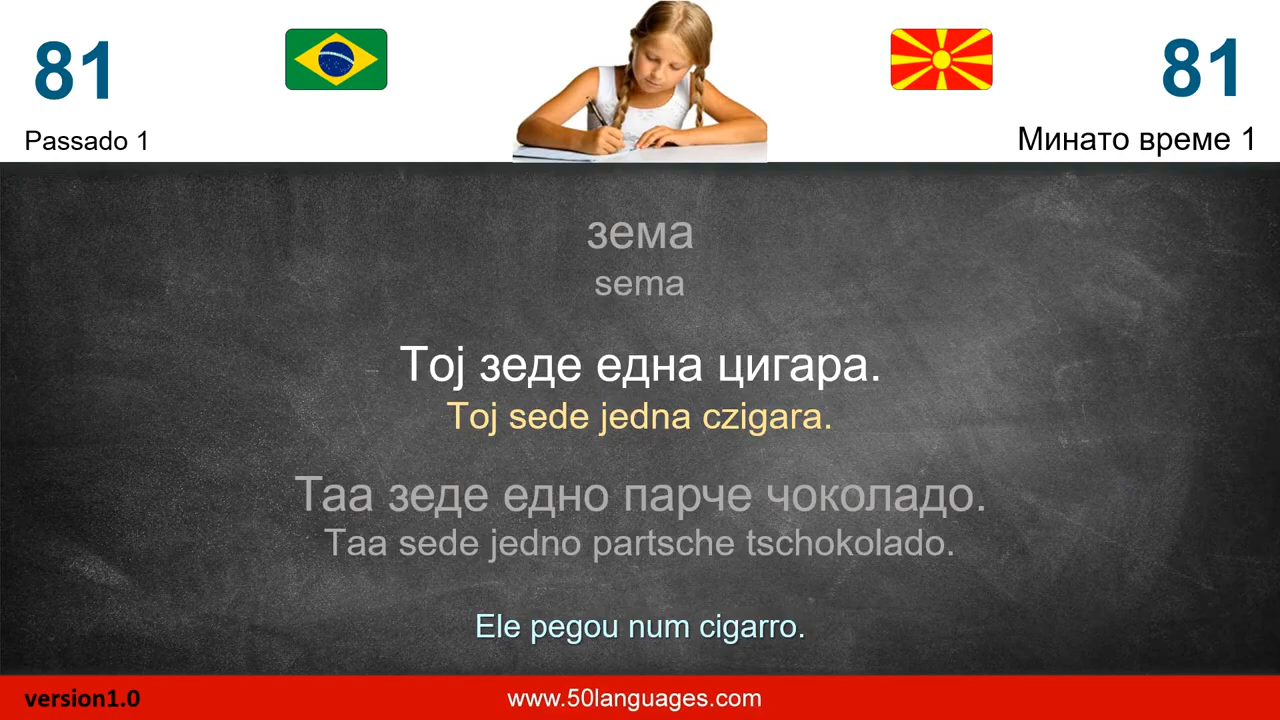 81
81
Passado 1
Минато време 1
зема
sema
Тој зеде една цигара.
Toj sede jedna czigara.
Таа зеде едно парче чоколадо.
Taa sede jedno partsche tschokolado.
Ele pegou num cigarro.
version1.0
www.50languages.com